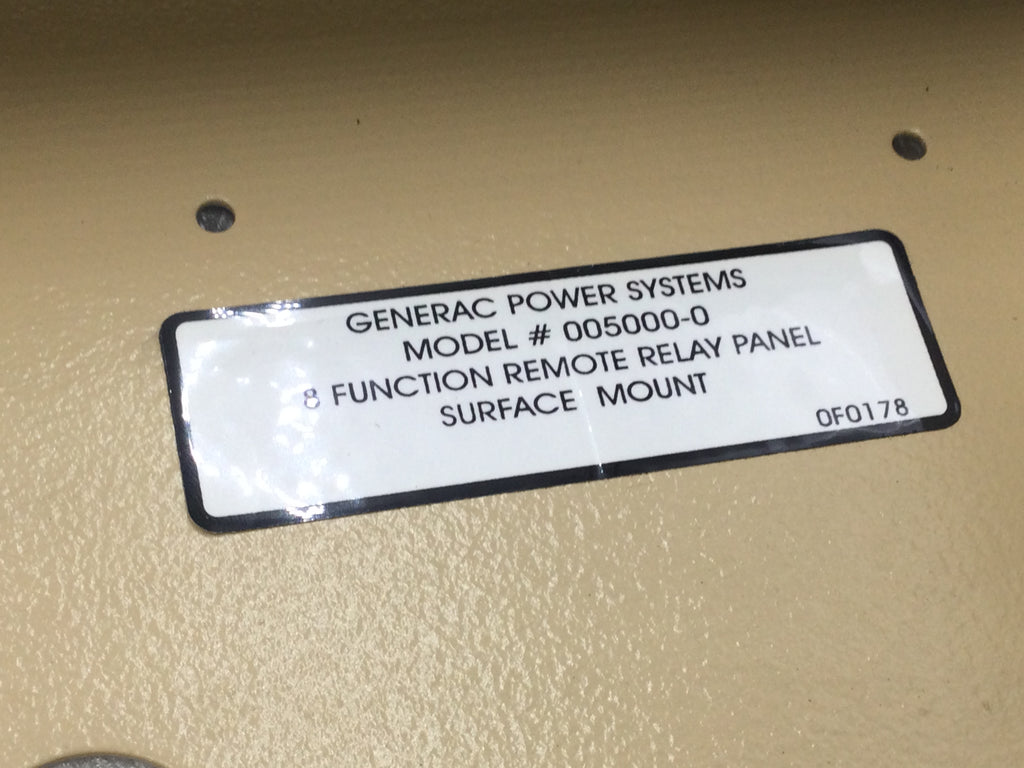 GENERAC POWER SYSTEMS
MODEL # 005000-0
8 FUNCTION REMOTE RELAY PANEL
SURFACE MOUNT
0F0178